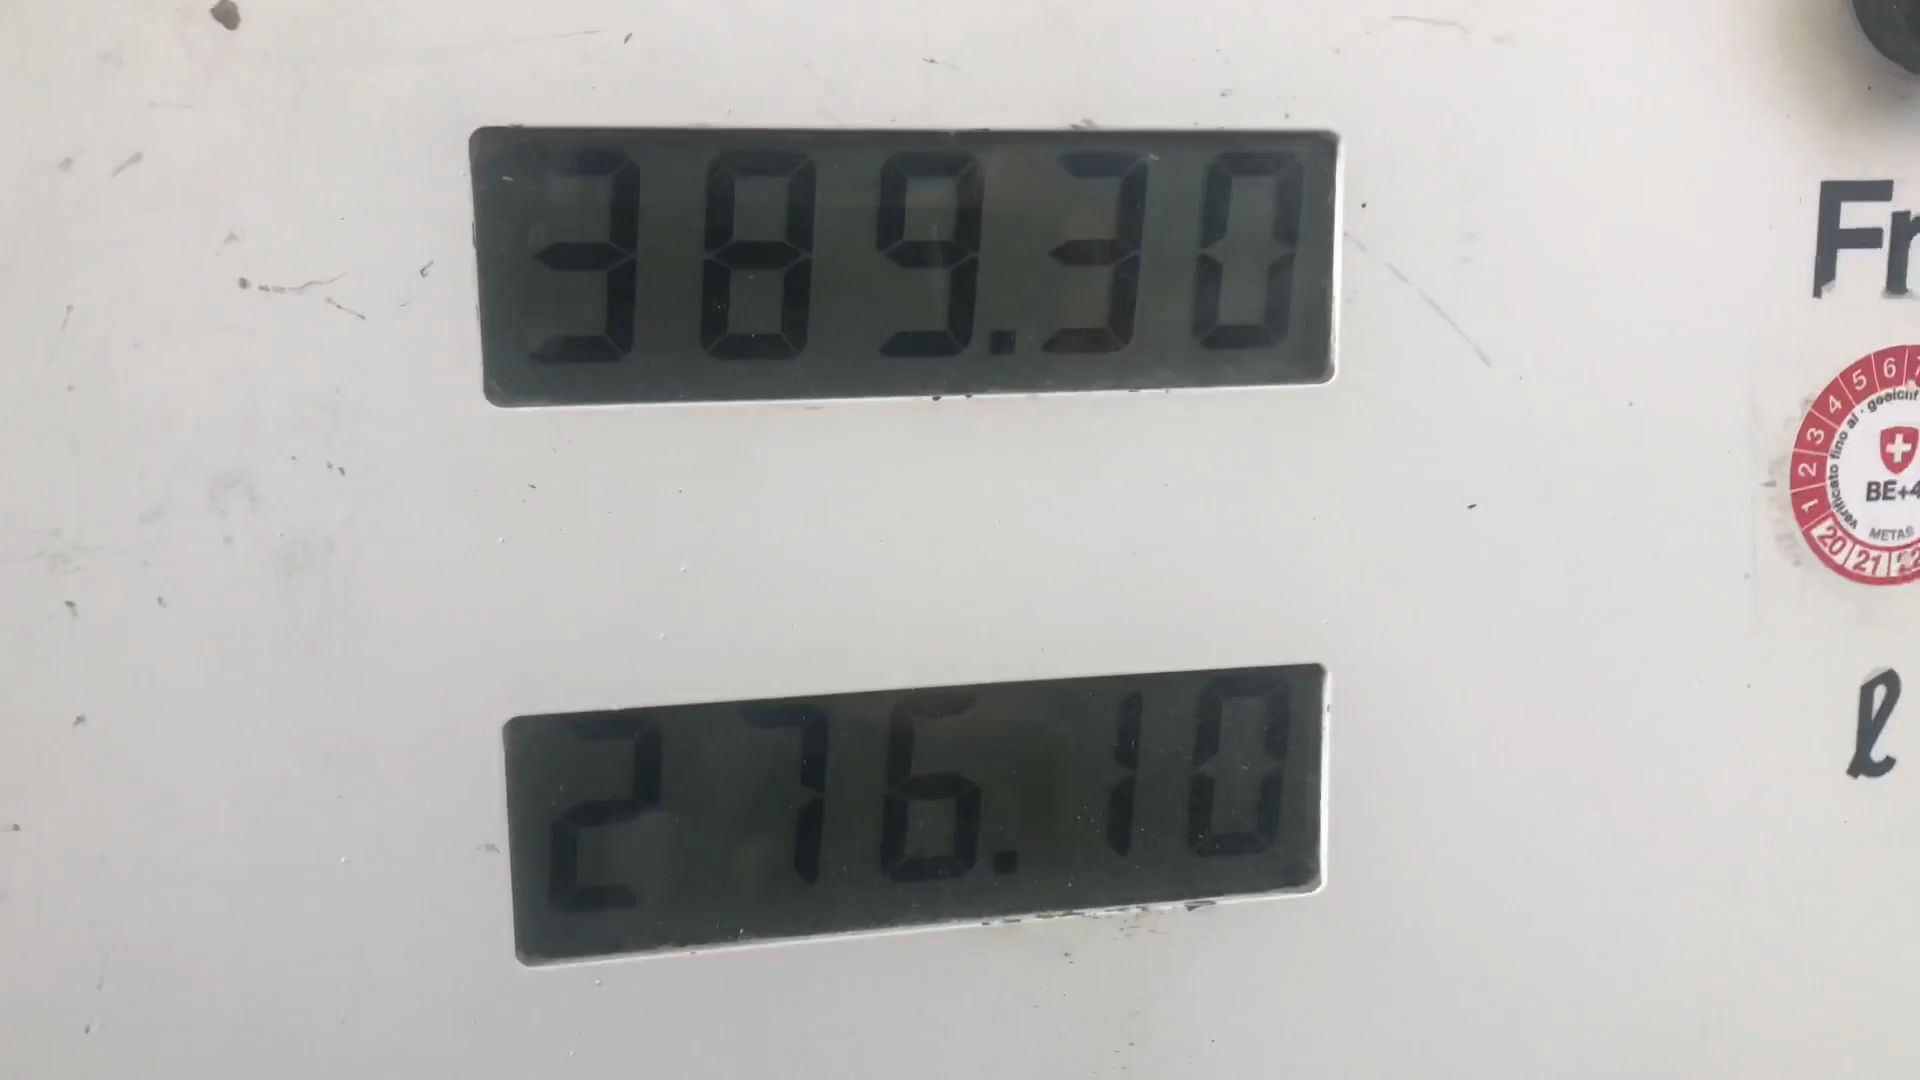 389.30
Fr
5 6
4
3
2
1
verificato fino al · geeicht
BE+4
METAS
20 21
276.10
ℓ